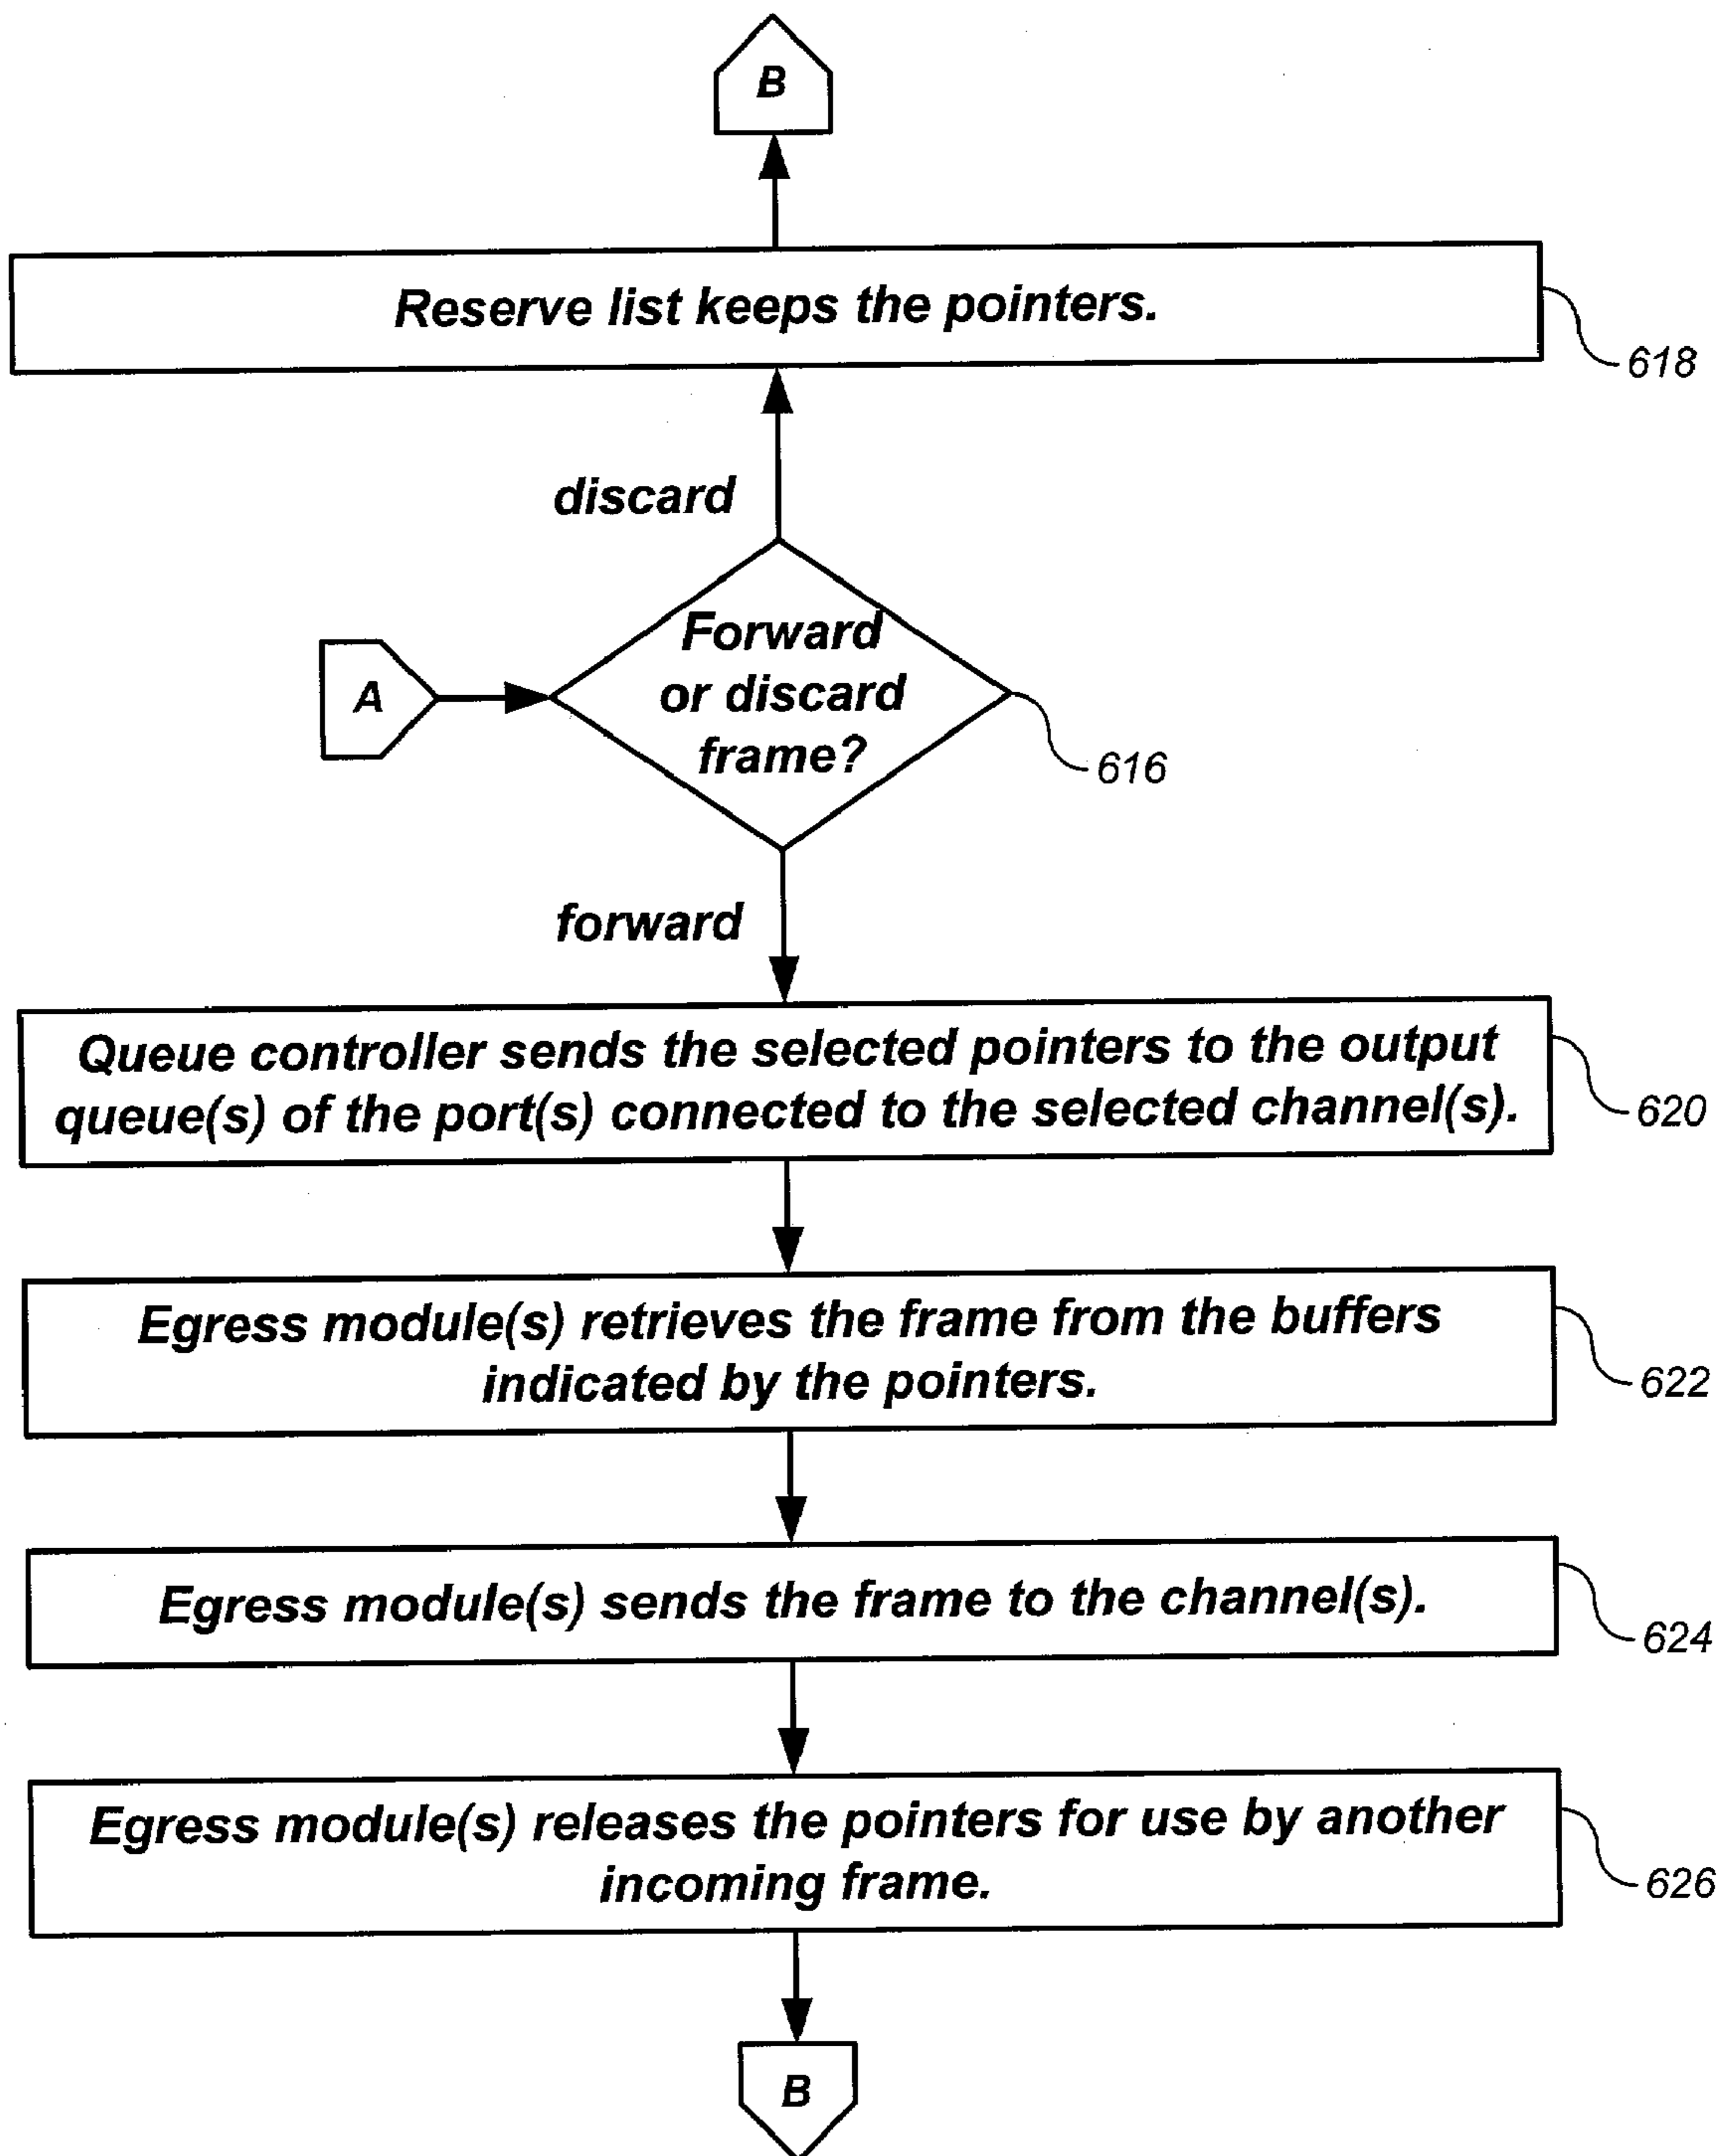 B
Reserve list keeps the pointers.
618
discard
A
Forward
or discard
frame?
616
forward
Queue controller sends the selected pointers to the output
queue(s) of the port(s) connected to the selected channel(s).
620
Egress module(s) retrieves the frame from the buffers
indicated by the pointers.
622
Egress module(s) sends the frame to the channel(s).
624
Egress module(s) releases the pointers for use by another
incoming frame.
626
B